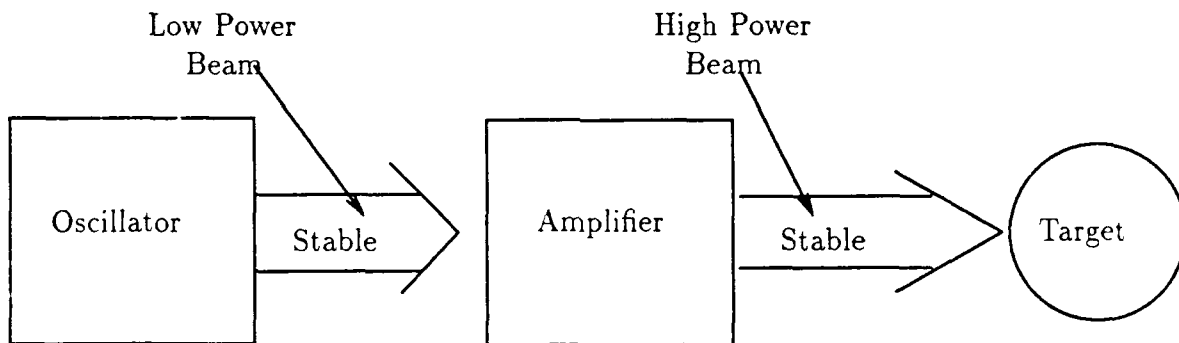 Low Power
Beam
High Power
Beam
Oscillator
Stable
Amplifier
Stable
Target